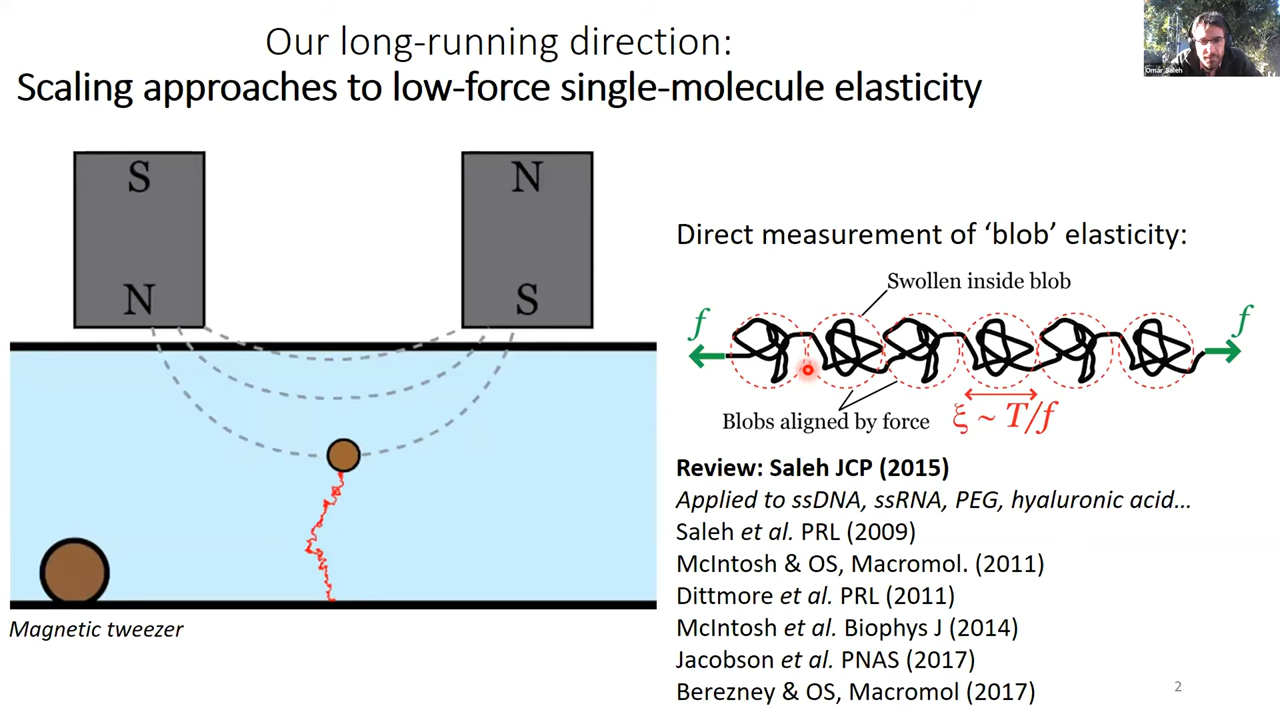 Our long-running direction:
Scaling approaches to low-force single-molecule elasticity
Omar Saleh
S
N
N
S
Magnetic tweezer
Direct measurement of ‘blob’ elasticity:
Swollen inside blob
f
f
Blobs aligned by force
ξ ~ T/f
Review: Saleh JCP (2015)
Applied to ssDNA, ssRNA, PEG, hyaluronic acid…
Saleh et al. PRL (2009)
McIntosh & OS, Macromol. (2011)
Dittmore et al. PRL (2011)
McIntosh et al. Biophys J (2014)
Jacobson et al. PNAS (2017)
Berezney & OS, Macromol (2017)
2